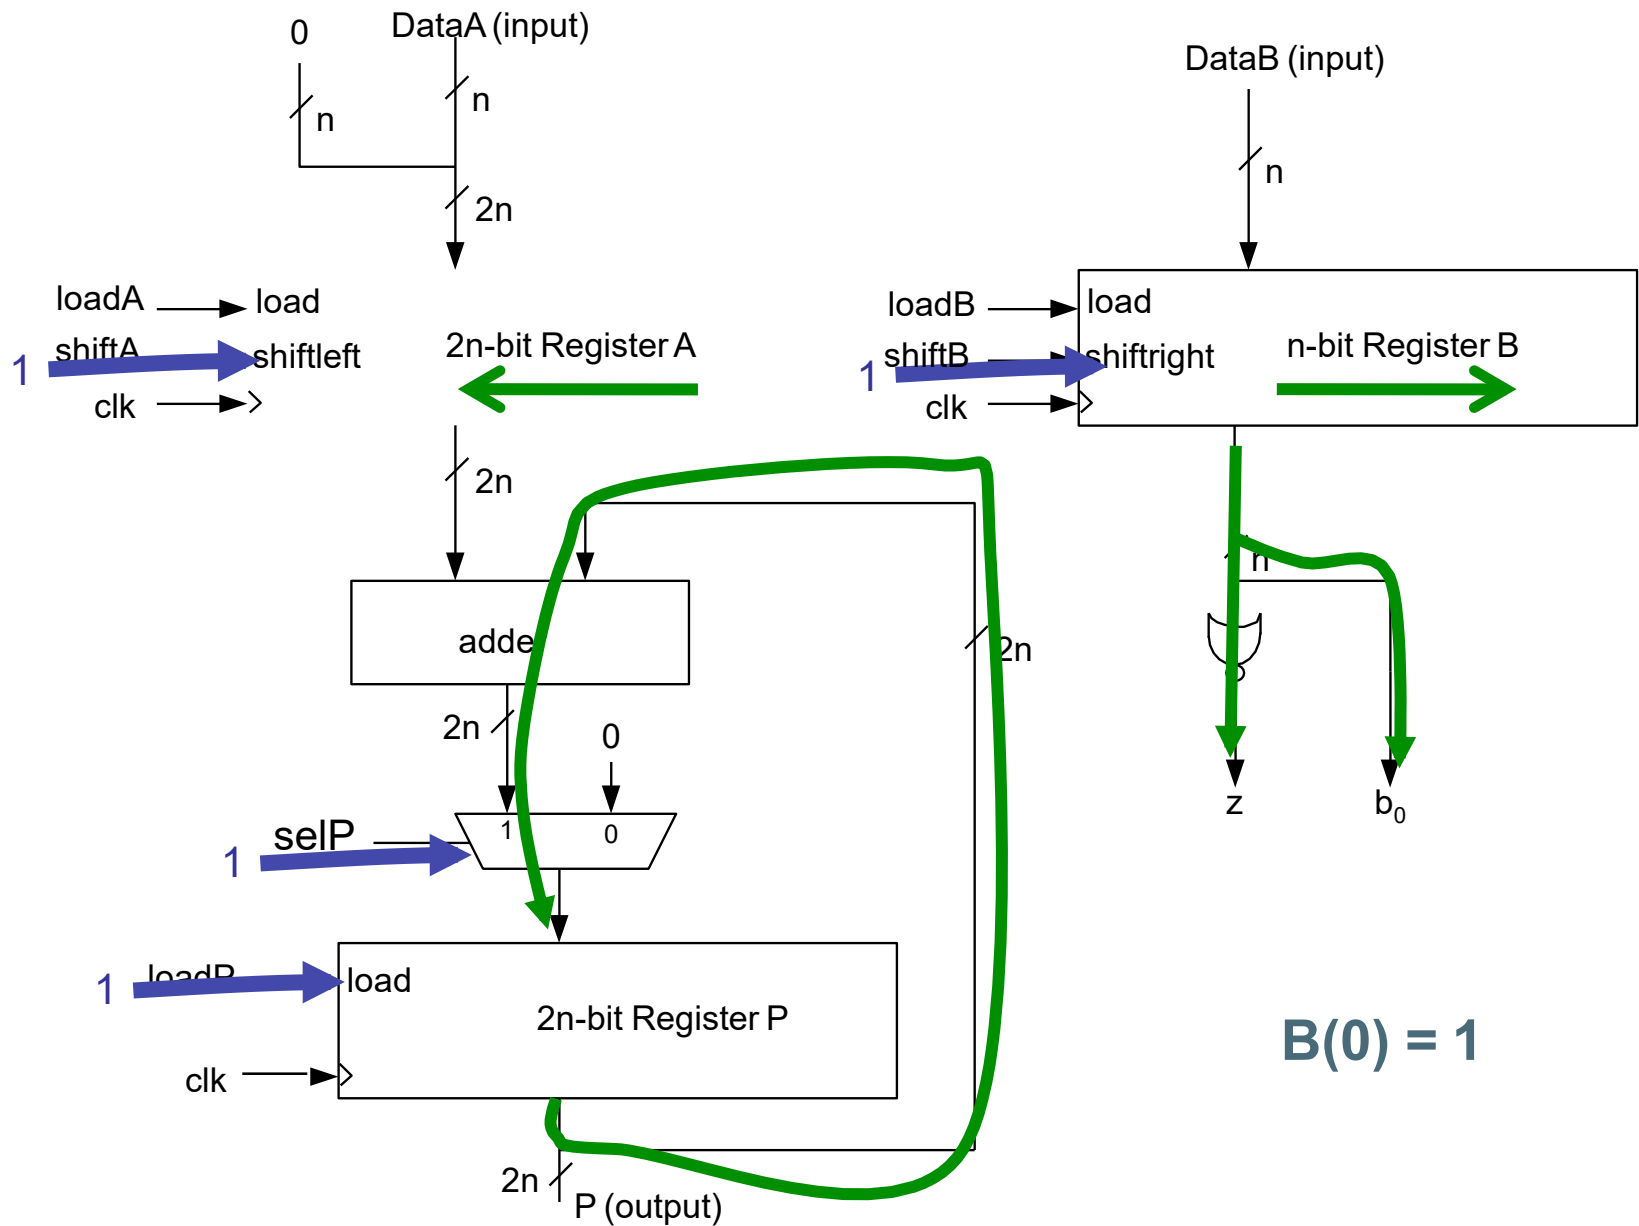 0
DataA (input)
DataB (input)
n
n
n
2n
loadA
load
loadB
load
1
shiftA
shiftleft
2n-bit Register A
1
shiftB
shiftright
n-bit Register B
clk
clk
2n
n
adde
2n
2n
0
z
b₀
selP
1
0
1
1
loadP
load
2n-bit Register P
B(0) = 1
clk
2n
P (output)